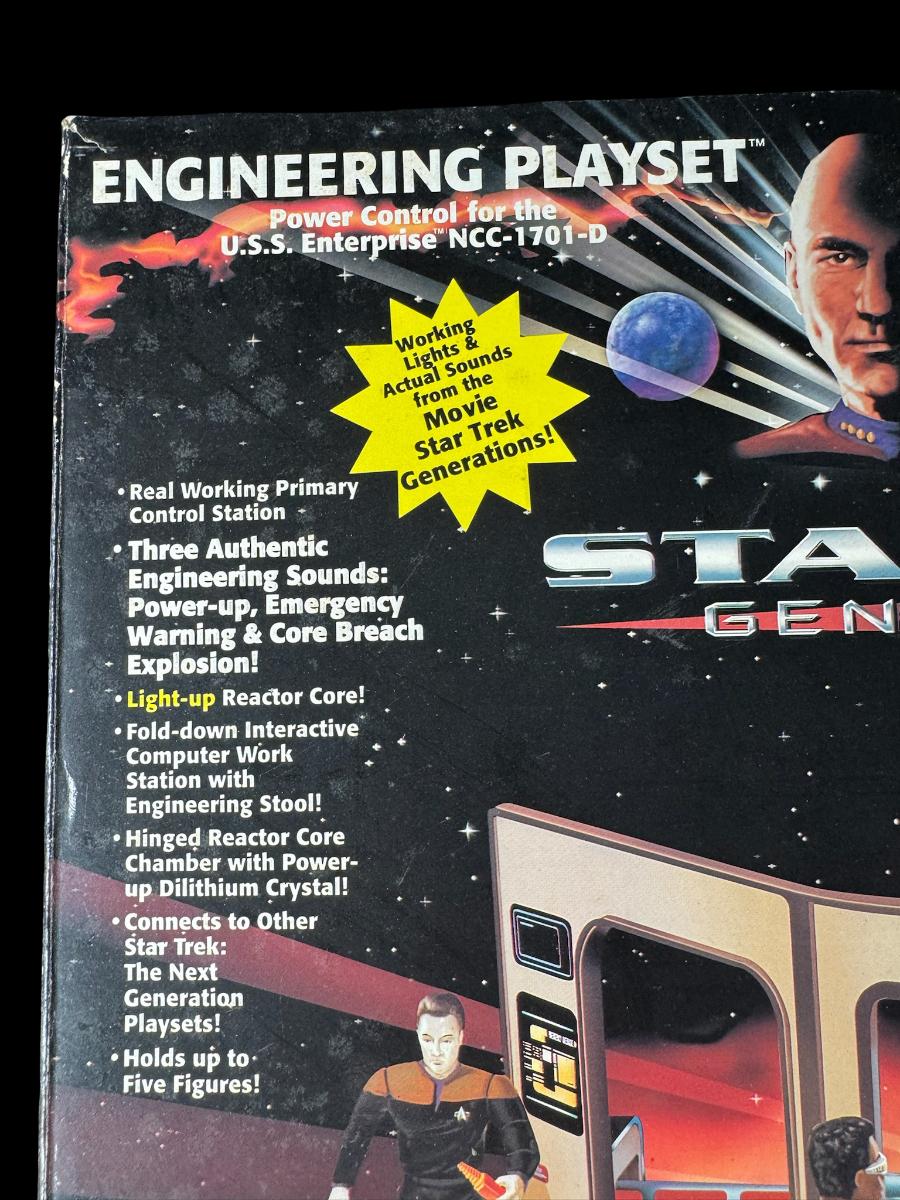 ENGINEERING PLAYSET™
Power Control for the
U.S.S. Enterprise™ NCC-1701-D
Working
Lights &
Actual Sounds
from the
Movie
Star Trek
Generations!
• Real Working Primary
Control Station
• Three Authentic
Engineering Sounds:
Power-up, Emergency
Warning & Core Breach
Explosion!
• Light-up Reactor Core!
• Fold-down Interactive
Computer Work
Station with
Engineering Stool!
• Hinged Reactor Core
Chamber with Power-
up Dilithium Crystal!
• Connects to Other
Star Trek:
The Next
Generation
Playsets!
• Holds up to
Five Figures!
STA
GEN